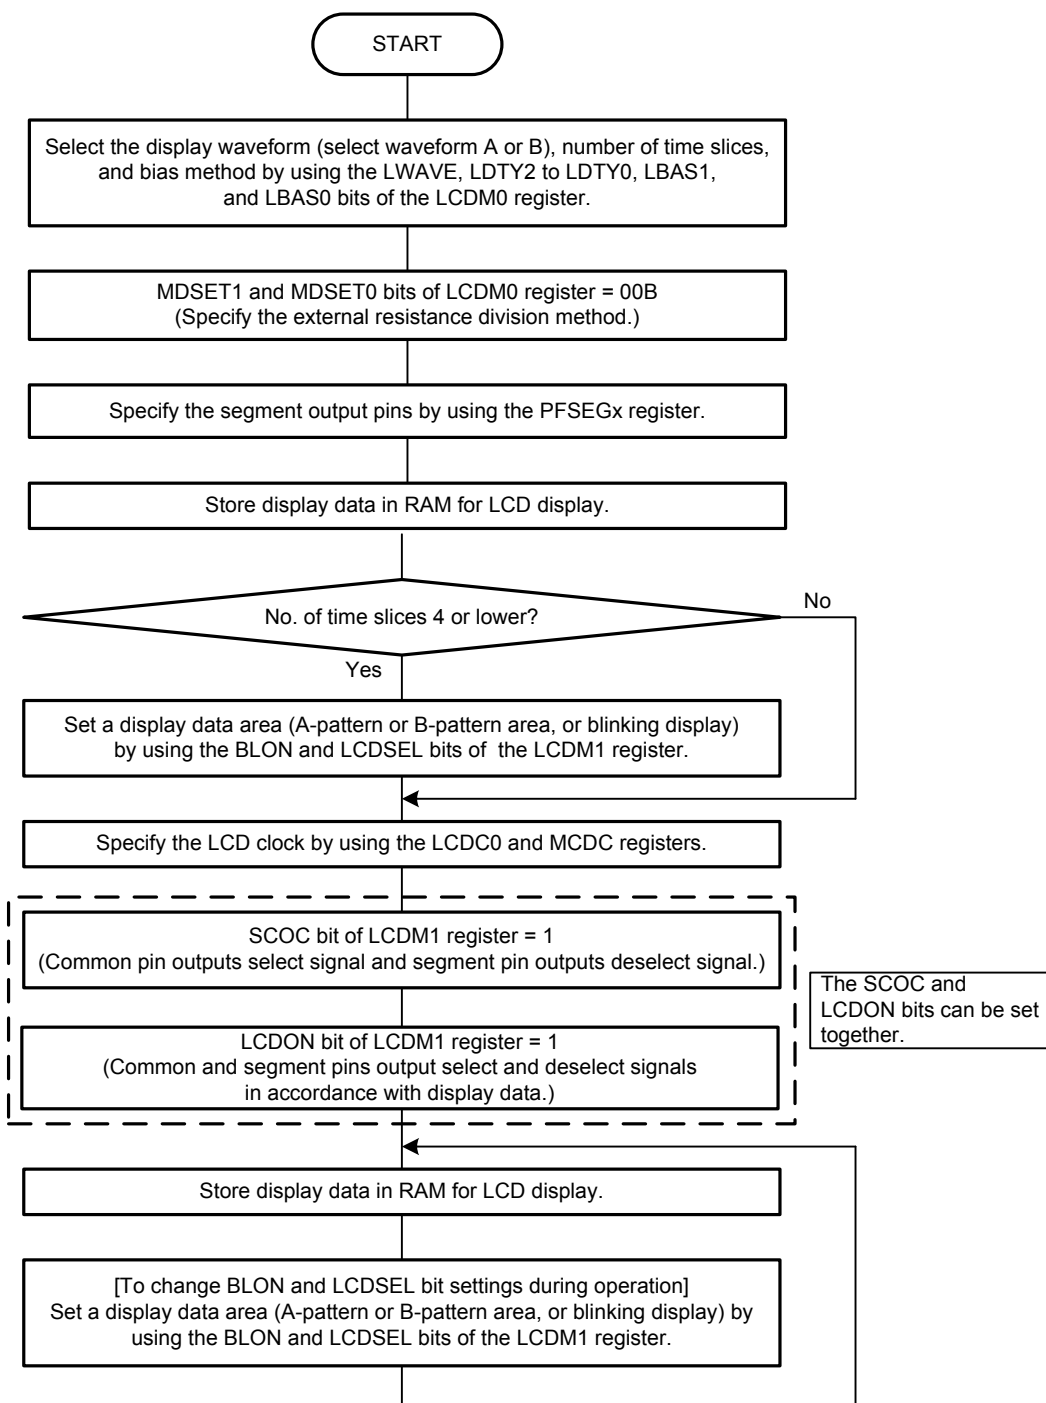 START
Select the display waveform (select waveform A or B), number of time slices,
and bias method by using the LWAVE, LDTY2 to LDTY0, LBAS1,
and LBAS0 bits of the LCDM0 register.
MDSET1 and MDSET0 bits of LCDM0 register = 00B
(Specify the external resistance division method.)
Specify the segment output pins by using the PFSEGx register.
Store display data in RAM for LCD display.
No. of time slices 4 or lower?
No
Yes
Set a display data area (A-pattern or B-pattern area, or blinking display)
by using the BLON and LCDSEL bits of the LCDM1 register.
Specify the LCD clock by using the LCDC0 and MCDC registers.
SCOC bit of LCDM1 register = 1
(Common pin outputs select signal and segment pin outputs deselect signal.)
The SCOC and
LCDON bits can be set
together.
LCDON bit of LCDM1 register = 1
(Common and segment pins output select and deselect signals
in accordance with display data.)
Store display data in RAM for LCD display.
[To change BLON and LCDSEL bit settings during operation]
Set a display data area (A-pattern or B-pattern area, or blinking display) by
using the BLON and LCDSEL bits of the LCDM1 register.